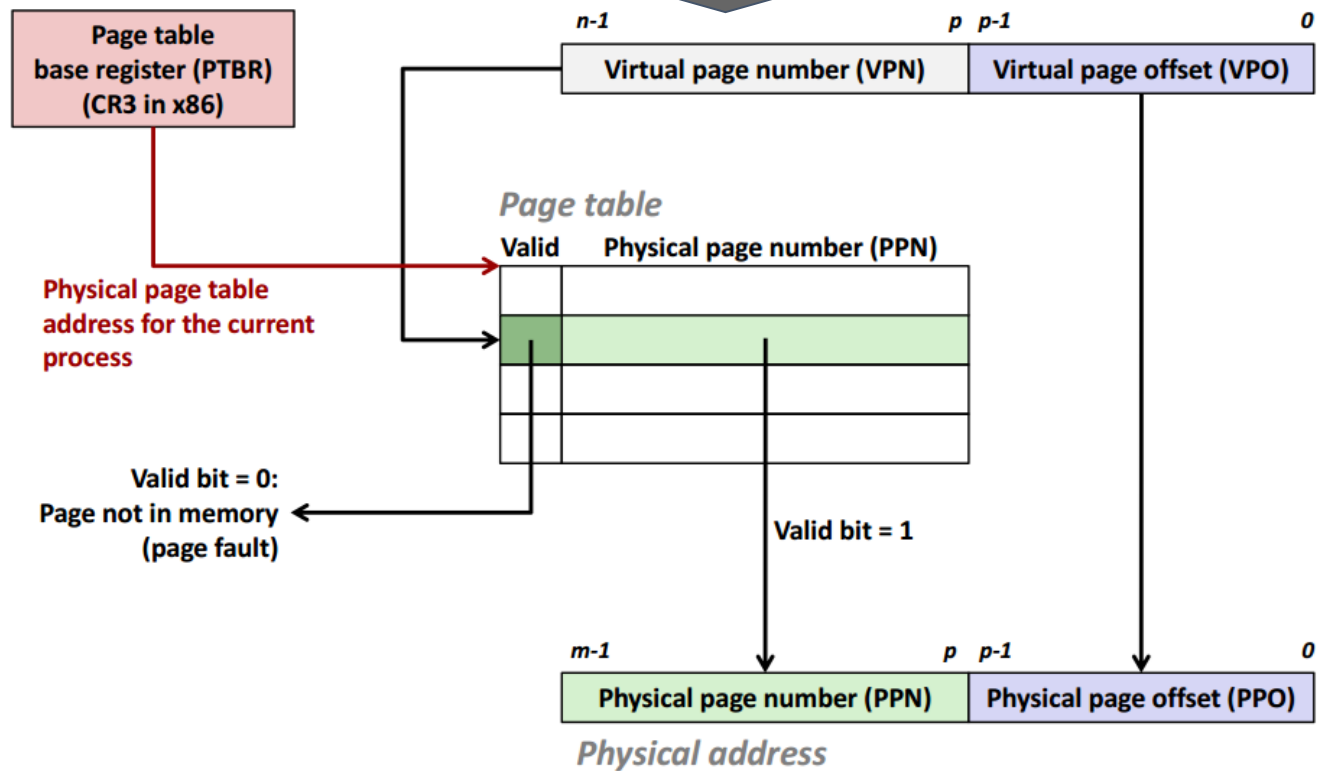 Page table
base register (PTBR)
(CR3 in x86)
n-1
p
p-1
0
Virtual page number (VPN)
Virtual page offset (VPO)
Page table
Valid
Physical page number (PPN)
Physical page table
address for the current
process
Valid bit = 0:
Page not in memory
(page fault)
Valid bit = 1
m-1
p
p-1
0
Physical page number (PPN)
Physical page offset (PPO)
Physical address